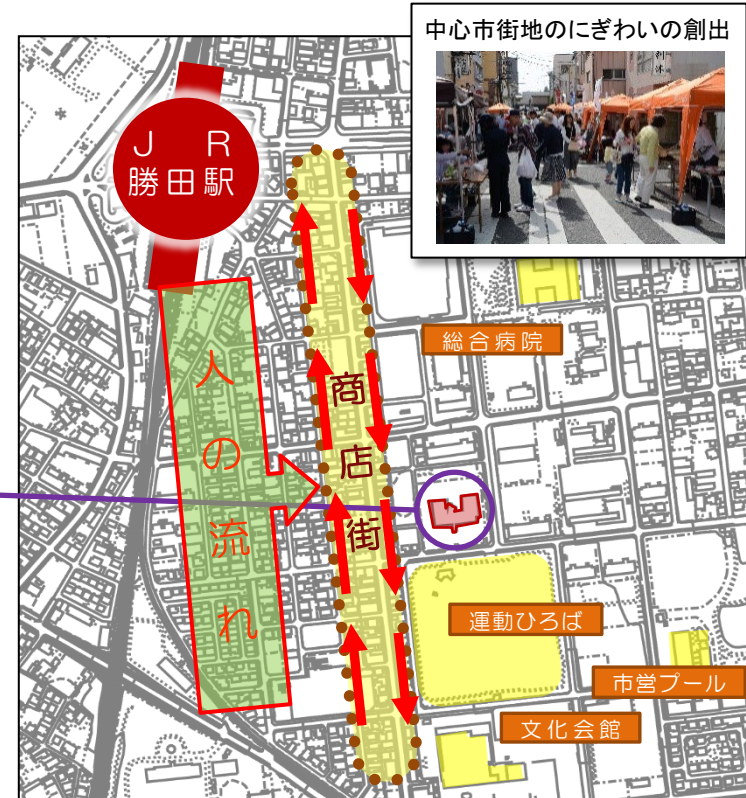 中心市街地のにぎわいの創出
JR
勝田駅
総合病院
人の流れ
商店街
運動ひろば
市営プール
文化会館